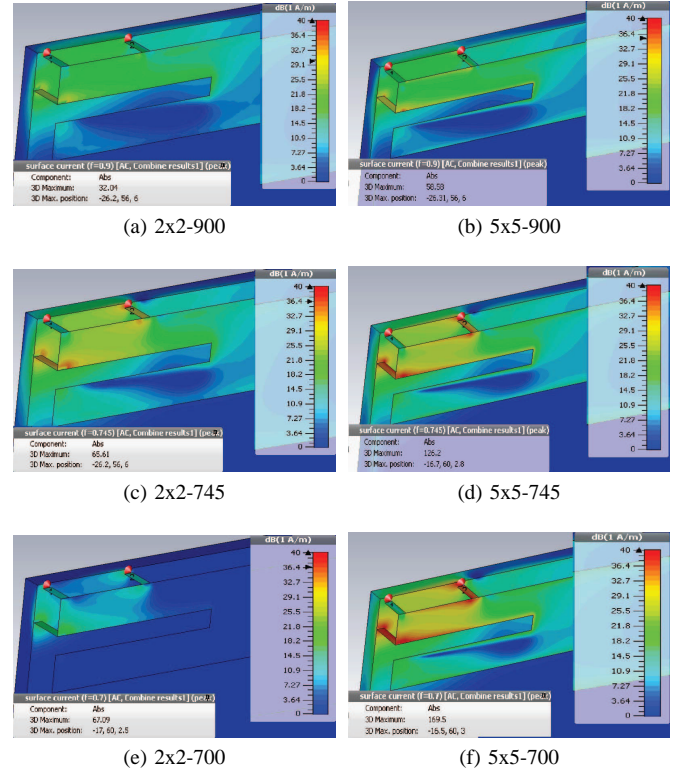 dB(1 A/m)
40
36.4
32.7
29.1
25.5
21.8
18.2
14.5
10.9
7.27
3.64
0
surface current (f=0.9) [AC, Combine results1] (peak)
Component: Abs
3D Maximum: 32.04
3D Max. position: -26.2, 56, 6
(a) 2x2-900
dB(1 A/m)
40
36.4
32.7
29.1
25.5
21.8
18.2
14.5
10.9
7.27
3.64
0
surface current (f=0.9) [AC, Combine results1] (peak)
Component: Abs
3D Maximum: 58.58
3D Max. position: -26.31, 56, 6
(b) 5x5-900
dB(1 A/m)
40
36.4
32.7
29.1
25.5
21.8
18.2
14.5
10.9
7.27
3.64
0
surface current (f=0.745) [AC, Combine results1] (peak)
Component: Abs
3D Maximum: 65.61
3D Max. position: -26.2, 56, 6
(c) 2x2-745
dB(1 A/m)
40
36.4
32.7
29.1
25.5
21.8
18.2
14.5
10.9
7.27
3.64
0
surface current (f=0.745) [AC, Combine results1] (peak)
Component: Abs
3D Maximum: 126.2
3D Max. position: -16.7, 60, 2.8
(d) 5x5-745
dB(1 A/m)
40
36.4
32.7
29.1
25.5
21.8
18.2
14.5
10.9
7.27
3.64
0
surface current (f=0.7) [AC, Combine results1] (peak)
Component: Abs
3D Maximum: 67.09
3D Max. position: -17, 60, 2.5
(e) 2x2-700
dB(1 A/m)
40
36.4
32.7
29.1
25.5
21.8
18.2
14.5
10.9
7.27
3.64
0
surface current (f=0.7) [AC, Combine results1] (peak)
Component: Abs
3D Maximum: 169.5
3D Max. position: -16.5, 60, 3
(f) 5x5-700